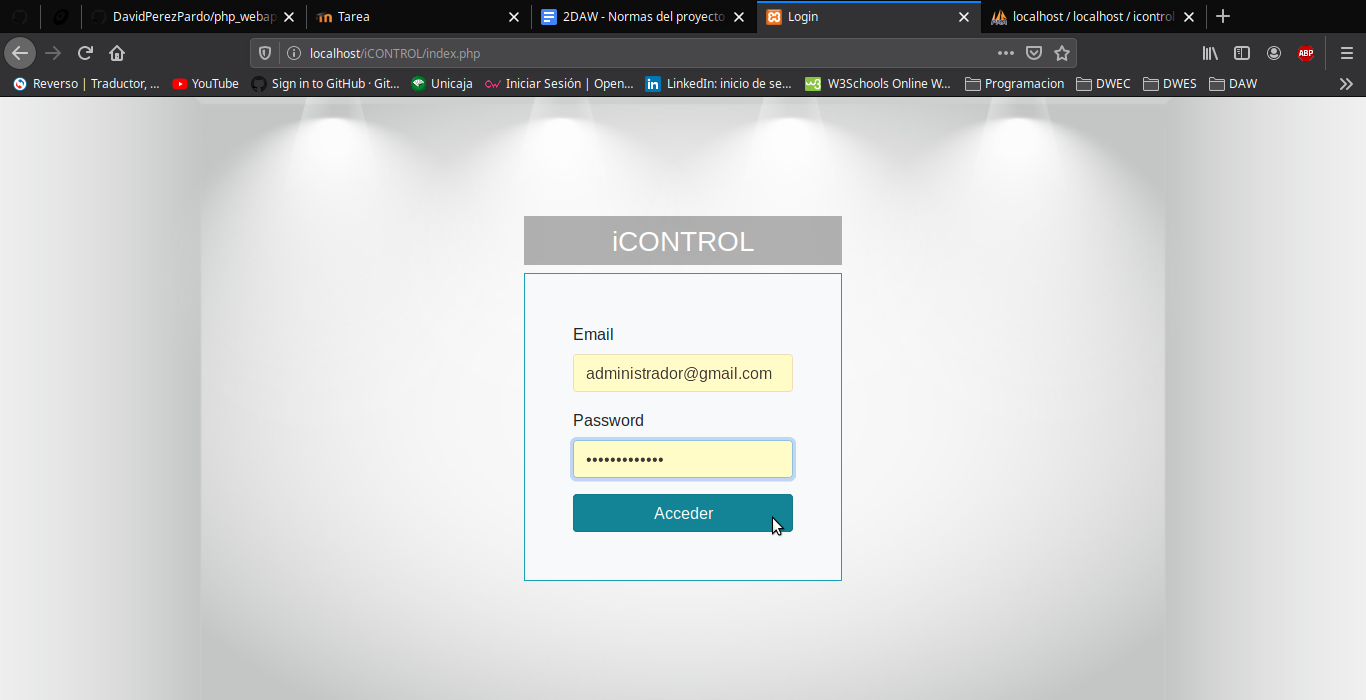 DavidPerezPardo/php_webap
Tarea
2DAW - Normas del proyecto
Login
localhost / localhost / icontrol
localhost/iCONTROL/index.php
ABP
Reverso | Traductor, ...
YouTube
Sign in to GitHub · Git...
Unicaja
Iniciar Sesión | Open...
in LinkedIn: inicio de se...
W3Schools Online W...
Programacion
DWEC
DWES
DAW
iCONTROL
Email
administrador@gmail.com
Password
•••••••••••••
Acceder